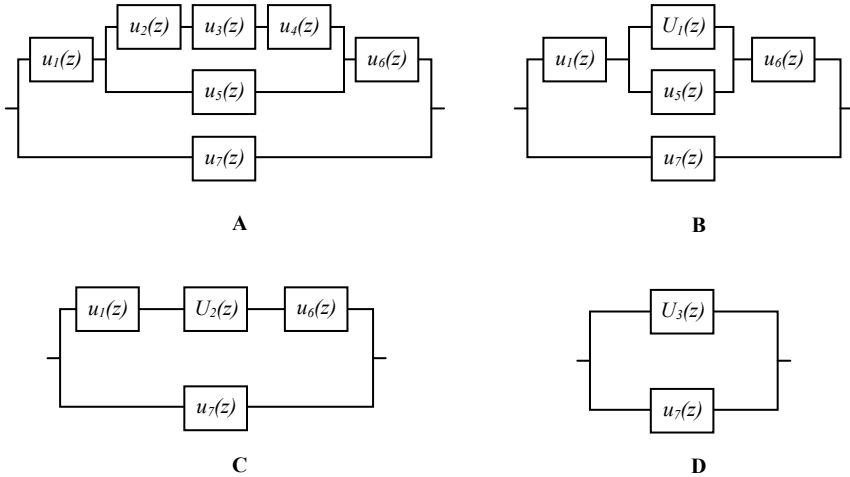 u₂(z) u₃(z) u₄(z)
u₁(z) u₆(z)
u₅(z)
u₇(z)
A
U₁(z)
u₁(z) u₆(z)
u₅(z)
u₇(z)
B
u₁(z) U₂(z) u₆(z)
u₇(z)
C
U₃(z)
u₇(z)
D